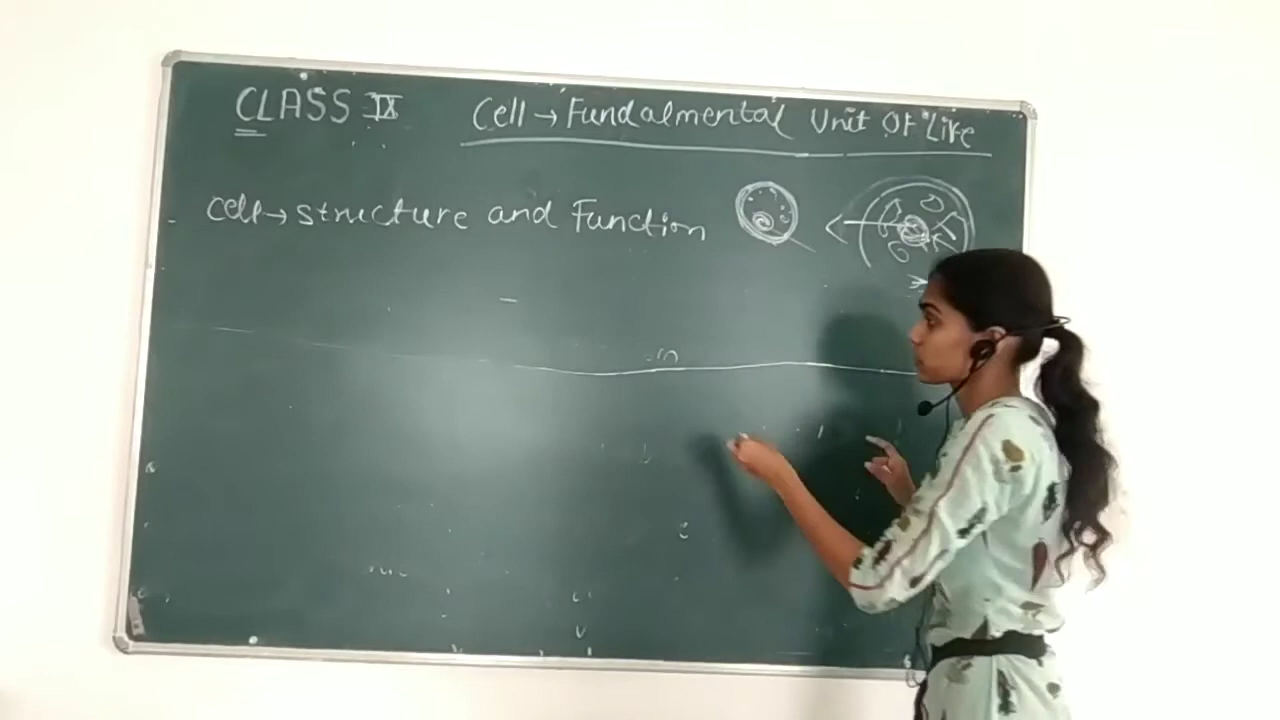 CLASS IX
Cell → Fundalmental Unit Of Life
cell → structure and Function